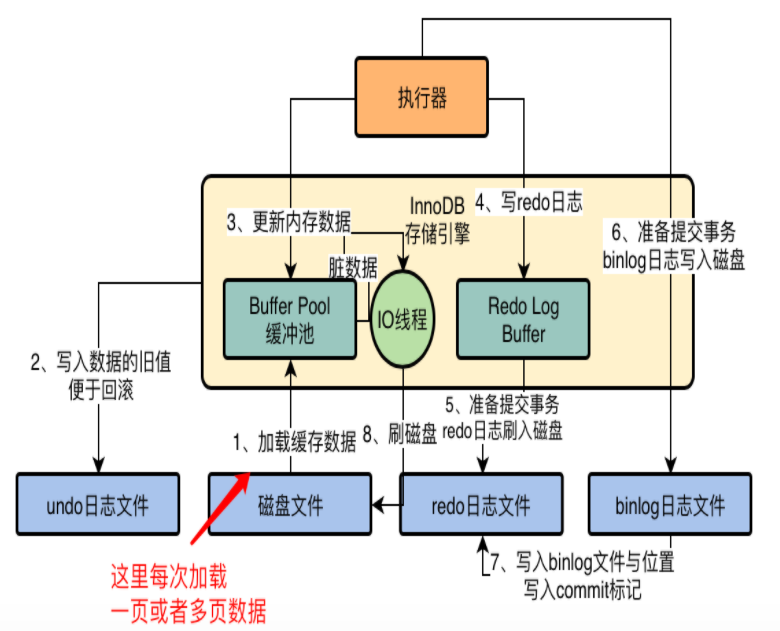 执行器
InnoDB
存储引擎
3、更新内存数据
4、写redo日志
6、准备提交事务
binlog日志写入磁盘
脏数据
Buffer Pool
缓冲池
IO线程
Redo Log
Buffer
2、写入数据的旧值
便于回滚
1、加载缓存数据
8、刷磁盘
5、准备提交事务
redo日志刷入磁盘
undo日志文件
磁盘文件
redo日志文件
binlog日志文件
这里每次加载
一页或者多页数据
7、写入binlog文件与位置
写入commit标记